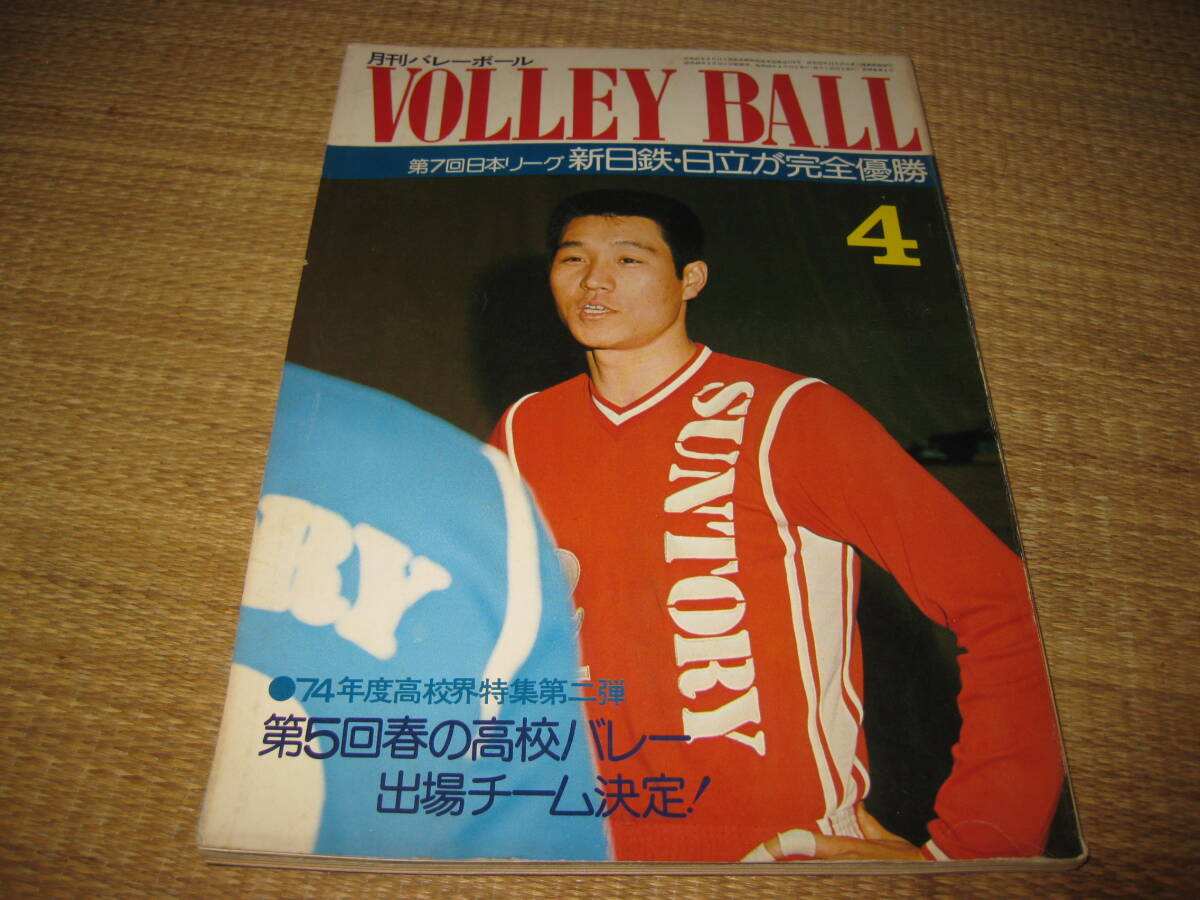 月刊バレーボール
VOLLEY BALL
第7回日本リーグ 新日鉄・日立が完全優勝
4
SUNTORY
RY
●74年度高校界特集第二弾
第5回春の高校バレー
出場チーム決定!